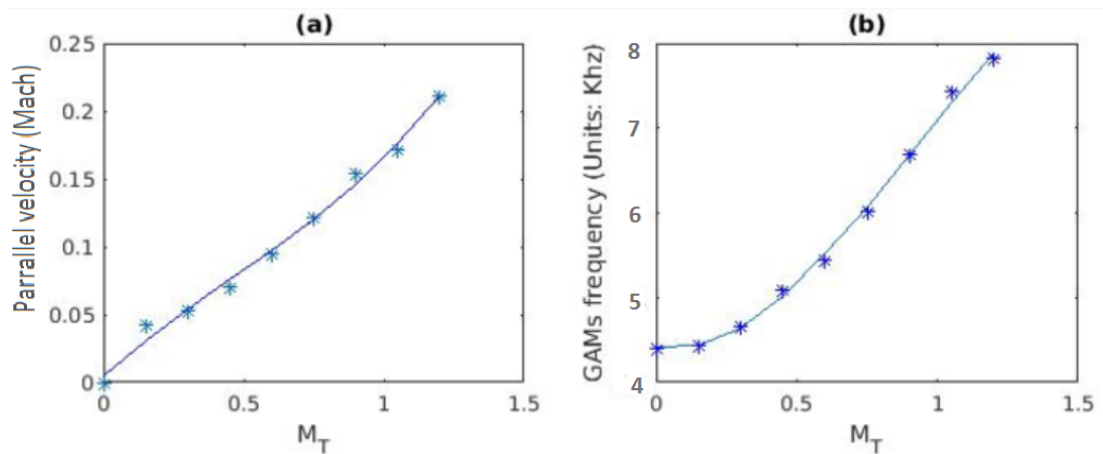 (a)
Parrallel velocity (Mach)
0.25
0.2
0.15
0.1
0.05
0
0 0.5 1 1.5
M_T
(b)
GAMs frequency (Units: Khz)
8
7
6
5
4
0 0.5 1 1.5
M_T